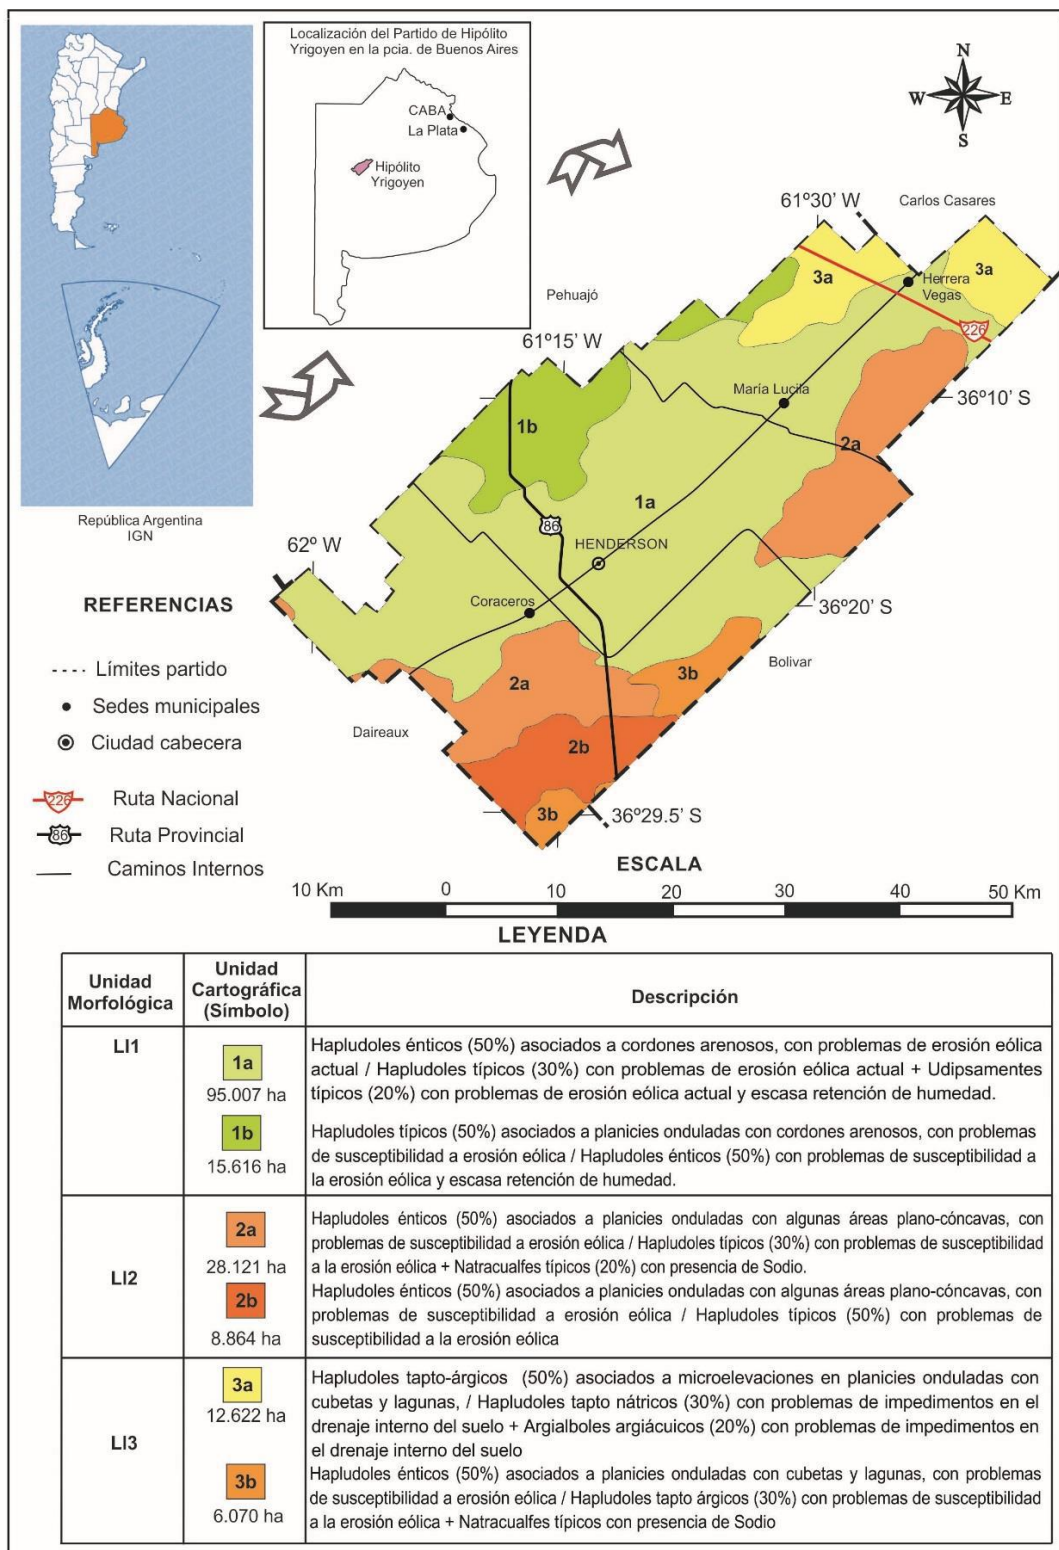 Localización del Partido de Hipólito
Yrigoyen en la pcia. de Buenos Aires
CABA
La Plata
Hipólito
Yrigoyen
República Argentina
IGN
N
W
E
S
61º30' W
Carlos Casares
3a
3a
Herrera
Vegas
Pehuajó
226
61º15' W
María Lucila
36º10' S
1b
2a
1a
86
HENDERSON
62º W
Coraceros
36º20' S
Bolivar
3b
2a
Daireaux
2b
3b
36º29.5' S
REFERENCIAS
Límites partido
Sedes municipales
Ciudad cabecera
226 Ruta Nacional
86 Ruta Provincial
Caminos Internos
ESCALA
10 Km 0 10 20 30 40 50 Km
LEYENDA
Unidad
Morfológica
Unidad
Cartográfica
(Símbolo)
Descripción
LI1
1a
95.007 ha
Hapludoles énticos (50%) asociados a cordones arenosos, con problemas de erosión eólica
actual / Hapludoles típicos (30%) con problemas de erosión eólica actual + Udipsamentes
típicos (20%) con problemas de erosión eólica actual y escasa retención de humedad.
1b
15.616 ha
Hapludoles típicos (50%) asociados a planicies onduladas con cordones arenosos, con problemas
de susceptibilidad a erosión eólica / Hapludoles énticos (50%) con problemas de susceptibilidad a
la erosión eólica y escasa retención de humedad.
LI2
2a
28.121 ha
Hapludoles énticos (50%) asociados a planicies onduladas con algunas áreas plano-cóncavas, con
problemas de susceptibilidad a erosión eólica / Hapludoles típicos (30%) con problemas de susceptibilidad
a la erosión eólica + Natracualfes típicos (20%) con presencia de Sodio.
2b
8.864 ha
Hapludoles énticos (50%) asociados a planicies onduladas con algunas áreas plano-cóncavas, con
problemas de susceptibilidad a erosión eólica / Hapludoles típicos (50%) con problemas de
susceptibilidad a la erosión eólica
LI3
3a
12.622 ha
Hapludoles tapto-árgicos (50%) asociados a microelevaciones en planicies onduladas con
cubetas y lagunas, / Hapludoles tapto nátricos (30%) con problemas de impedimentos en el
drenaje interno del suelo + Argialboles argiácuicos (20%) con problemas de impedimentos en
el drenaje interno del suelo
3b
6.070 ha
Hapludoles énticos (50%) asociados a planicies onduladas con cubetas y lagunas, con problemas
de susceptibilidad a erosión eólica / Hapludoles tapto árgicos (30%) con problemas de susceptibilidad
a la erosión eólica + Natracualfes típicos con presencia de Sodio